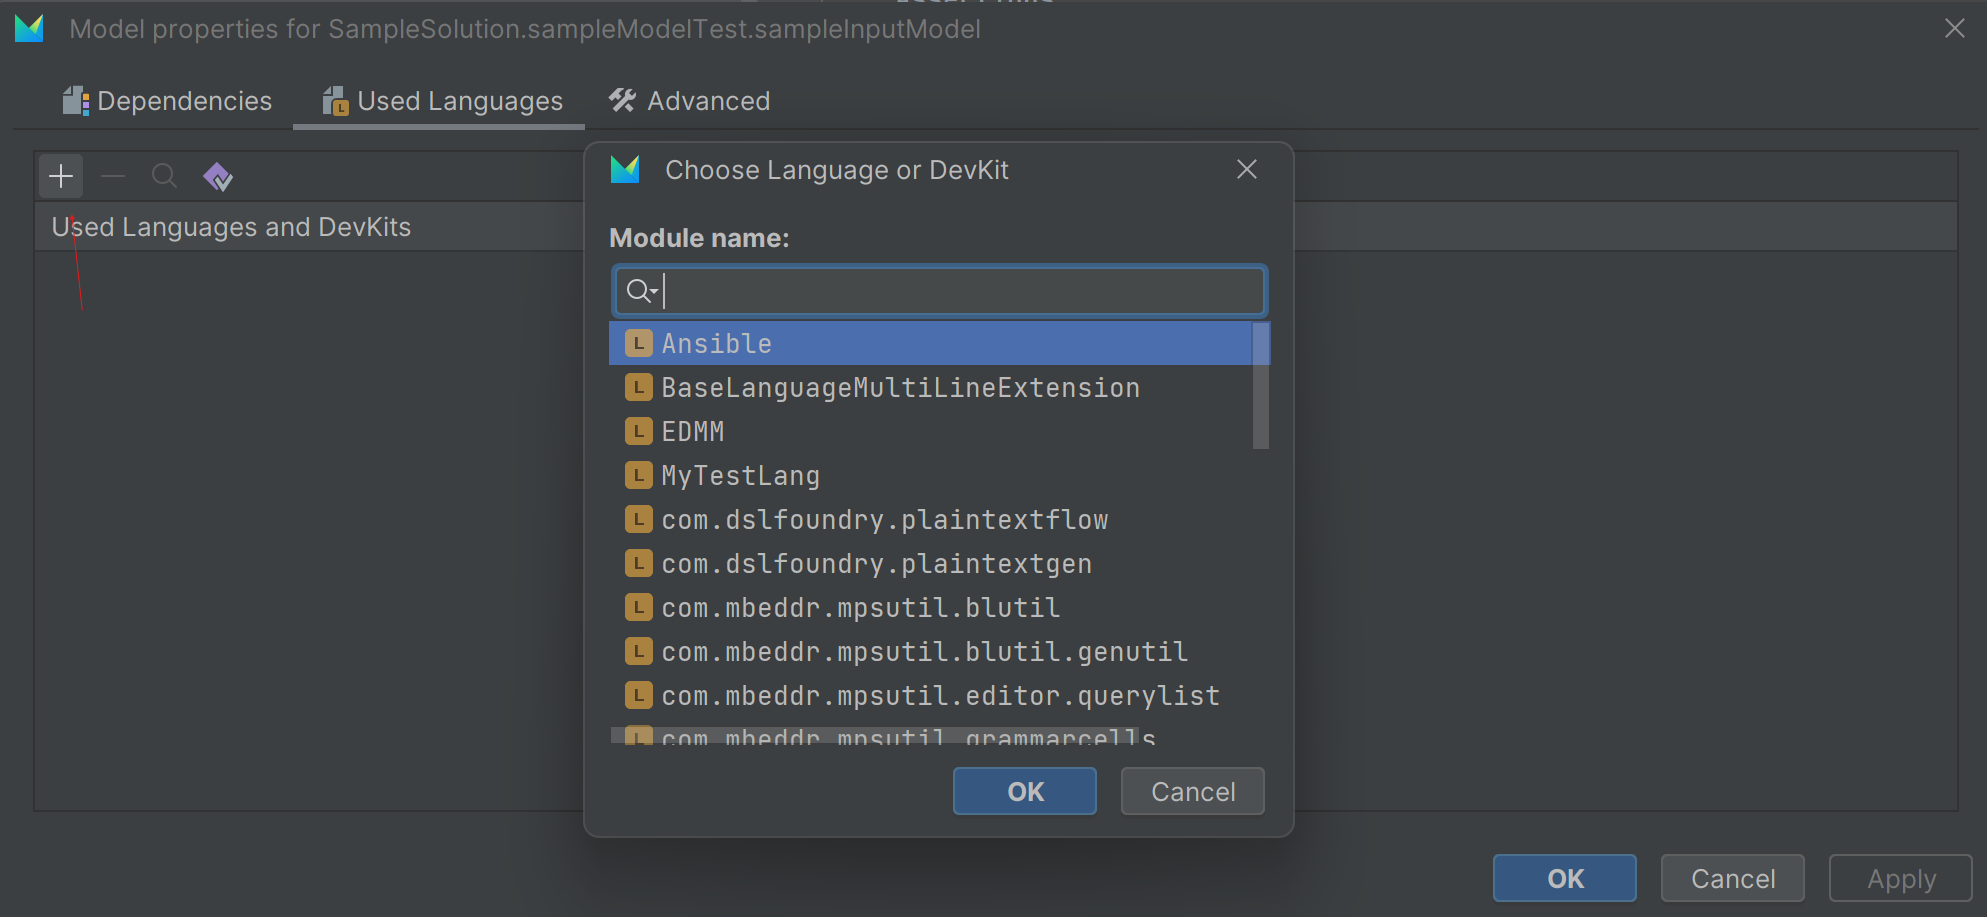 Model properties for SampleSolution.sampleModelTest.sampleInputModel
Dependencies
Used Languages
Advanced
Used Languages and DevKits
Choose Language or DevKit
Module name:
L Ansible
L BaseLanguageMultiLineExtension
L EDMM
L MyTestLang
L com.dslfoundry.plaintextflow
L com.dslfoundry.plaintextgen
L com.mbeddr.mpsutil.blutil
L com.mbeddr.mpsutil.blutil.genutil
L com.mbeddr.mpsutil.editor.querylist
L com.mbeddr.mpsutil.grammarcells
OK
Cancel
OK
Cancel
Apply